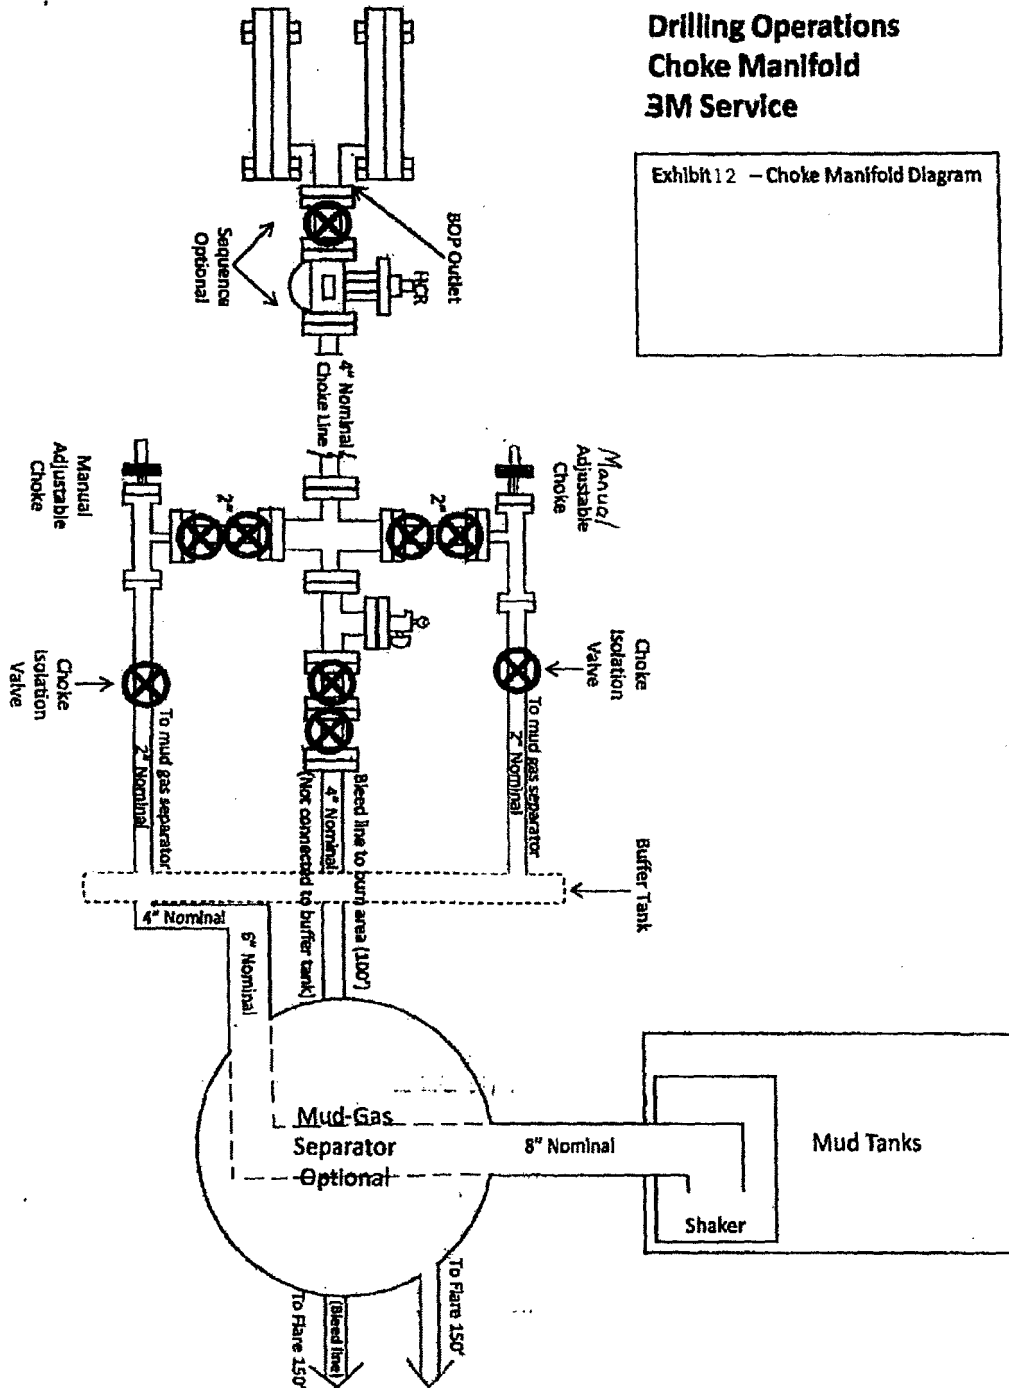 Drilling Operations
Choke Manifold
3M Service
Exhibit 12 – Choke Manifold Diagram
BOP Outlet
HCR
Sequence
Optional
4" Nominal
Choke Line
Manual
Adjustable
Choke
2"
2"
Manual
Adjustable
Choke
Choke
Isolation
Valve
Choke
Isolation
Valve
To mud gas separator
2" Nominal
Bleed line to burn area (100')
4" Nominal
(Not connected to buffer tank)
To mud gas separator
2" Nominal
Buffer Tank
4" Nominal
6" Nominal
Mud-Gas
Separator
Optional
8" Nominal
Mud Tanks
Shaker
To Flare 150'
(Bleed line)
To Flare 150'